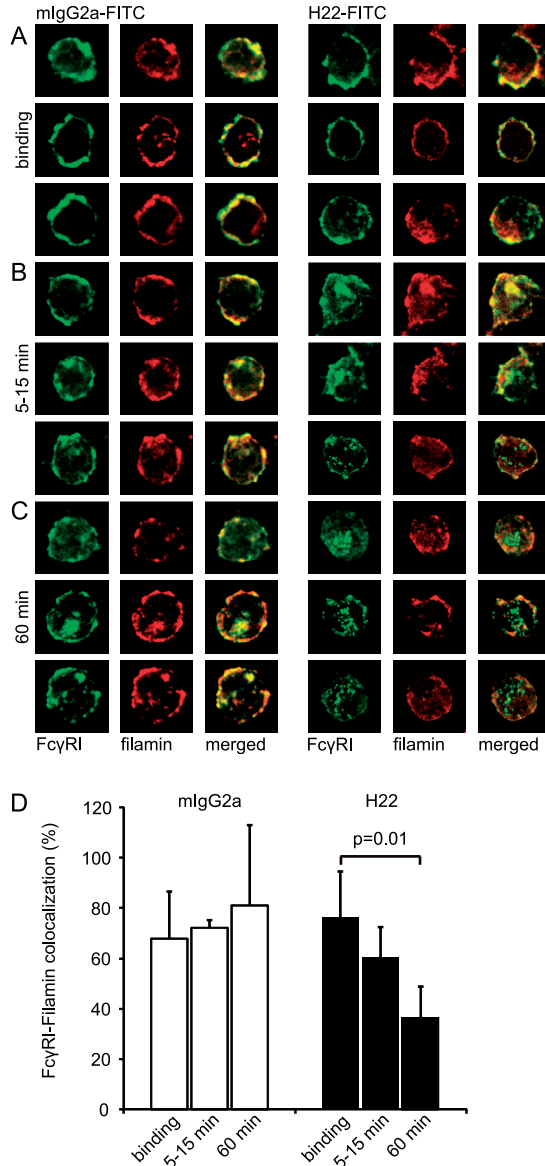 mIgG2a-FITC H22-FITC
A
binding
B
5-15 min
C
60 min
FcγRI filamin merged FcγRI filamin merged
D
mIgG2a H22
p=0.01
FcγRI-Filamin colocalization (%)
120
100
80
60
40
20
0
binding 5-15 min 60 min binding 5-15 min 60 min